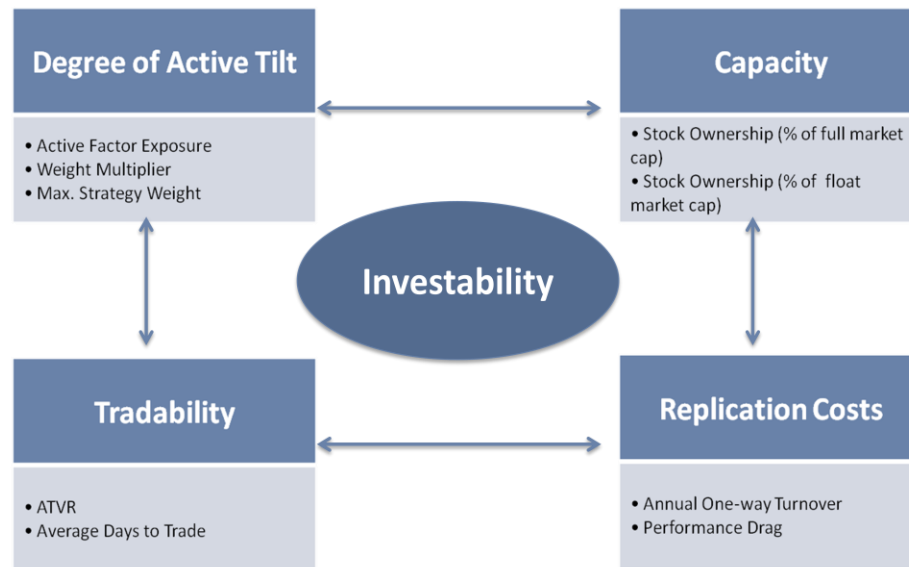 Degree of Active Tilt
• Active Factor Exposure
• Weight Multiplier
• Max. Strategy Weight
Capacity
• Stock Ownership (% of full market
cap)
• Stock Ownership (% of float
market cap)
Investability
Tradability
• ATVR
• Average Days to Trade
Replication Costs
• Annual One-way Turnover
• Performance Drag